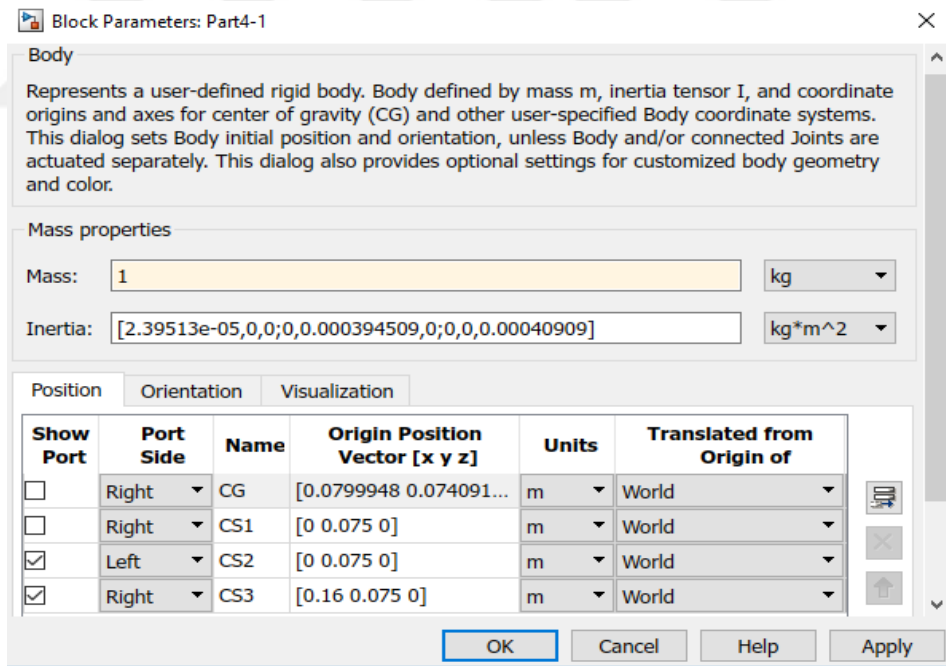 Block Parameters: Part4-1
Body
Represents a user-defined rigid body. Body defined by mass m, inertia tensor I, and coordinate
origins and axes for center of gravity (CG) and other user-specified Body coordinate systems.
This dialog sets Body initial position and orientation, unless Body and/or connected Joints are
actuated separately. This dialog also provides optional settings for customized body geometry
and color.
Mass properties
Mass: 1 kg
Inertia: [2.39513e-05,0,0;0,0.000394509,0;0,0,0.00040909] kg*m^2
Position Orientation Visualization
Show Port Port Side Name Origin Position Vector [x y z] Units Translated from Origin of
Right CG [0.0799948 0.074091... m World
Right CS1 [0 0.075 0] m World
Left CS2 [0 0.075 0] m World
Right CS3 [0.16 0.075 0] m World
OK Cancel Help Apply